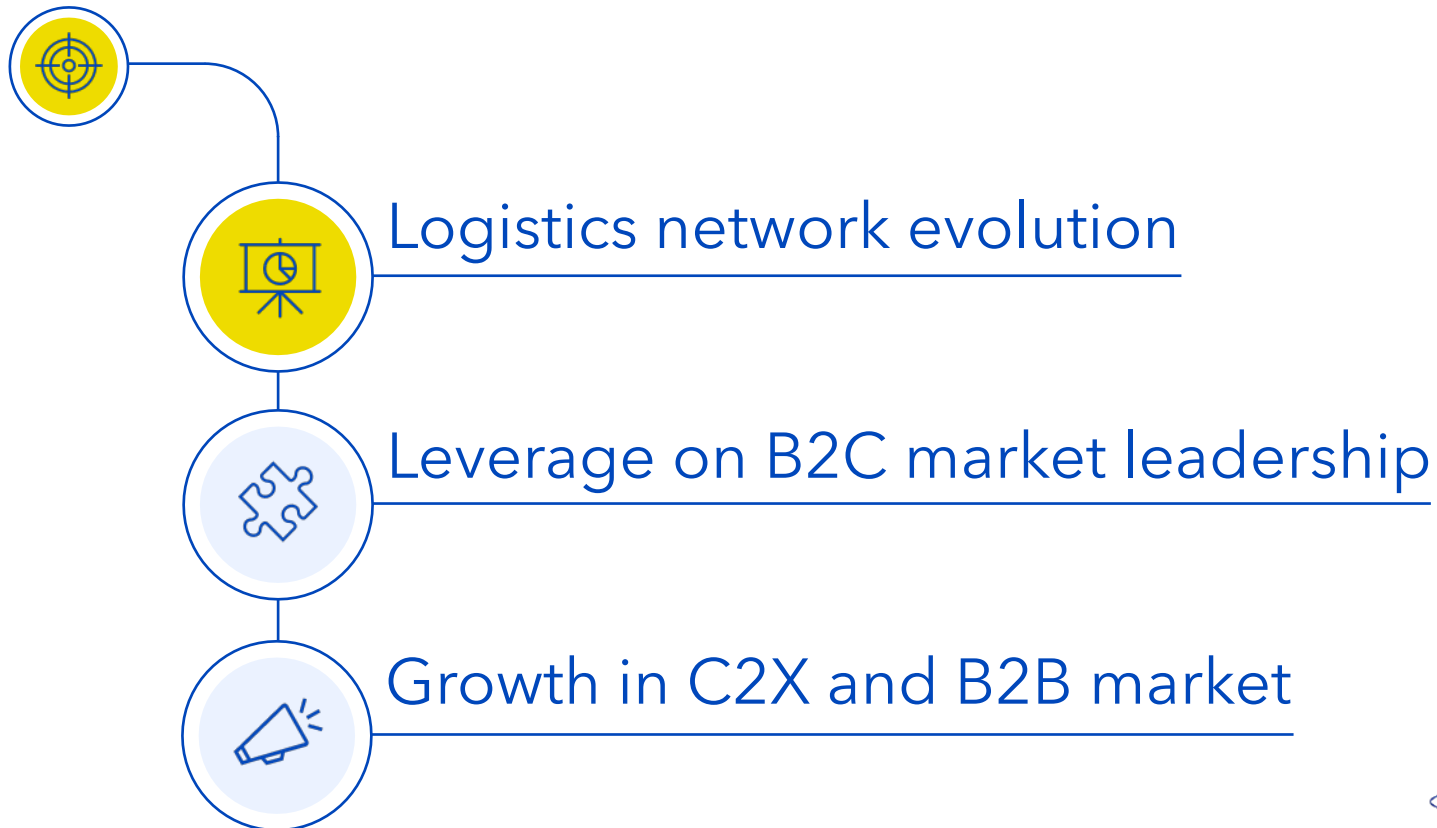 Logistics network evolution
Leverage on B2C market leadership
Growth in C2X and B2B market